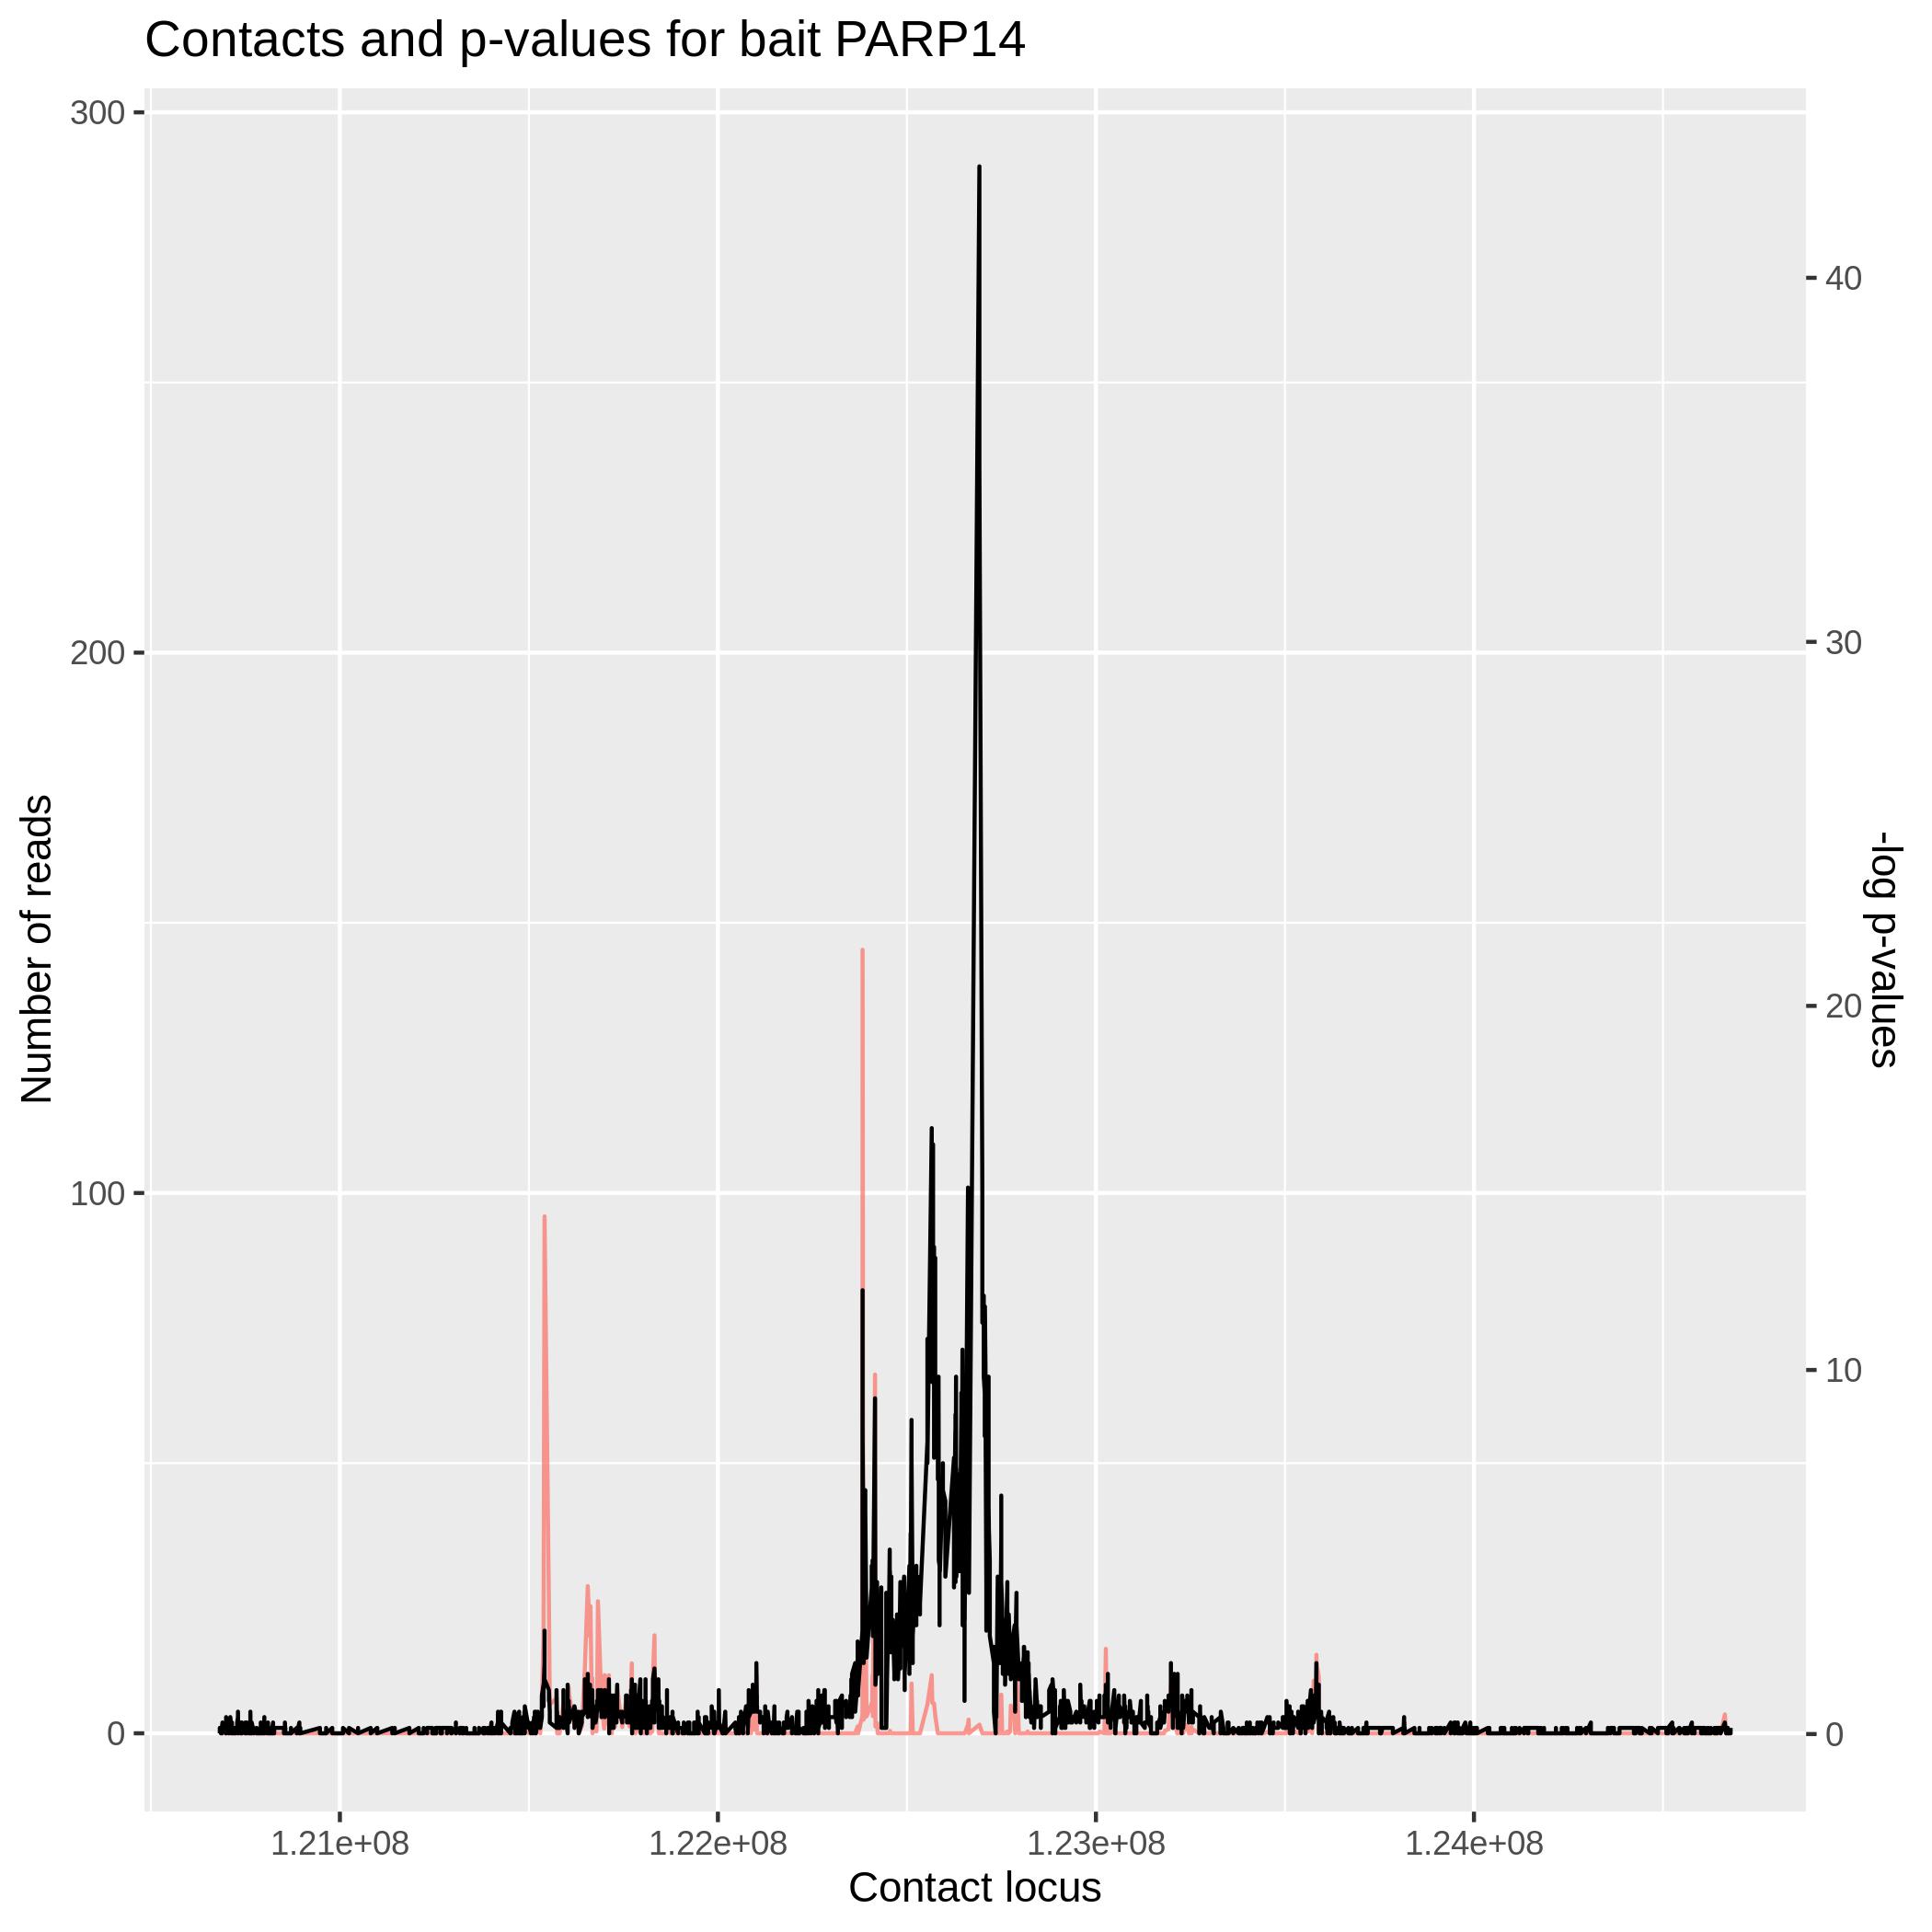 Contacts and p-values for bait PARP14
300
200
100
0
Number of reads
40
30
20
10
0
-log p-values
1.21e+08
1.22e+08
1.23e+08
1.24e+08
Contact locus